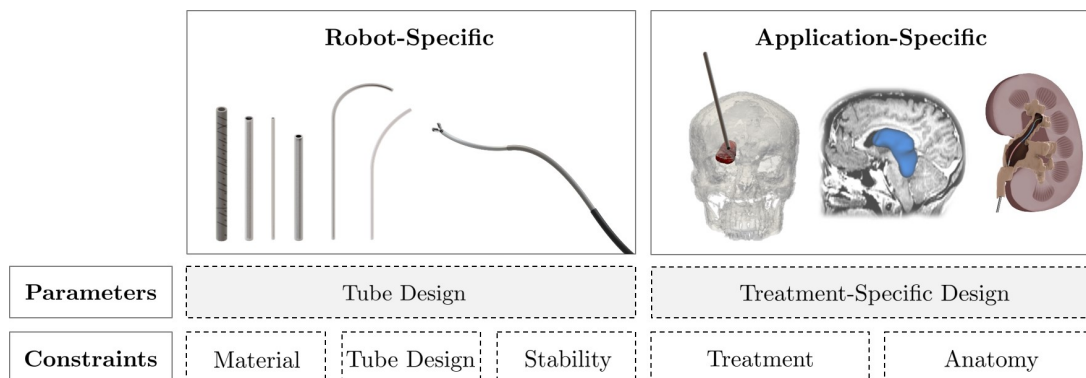 Robot-Specific
Application-Specific
Parameters
Tube Design
Treatment-Specific Design
Constraints
Material
Tube Design
Stability
Treatment
Anatomy